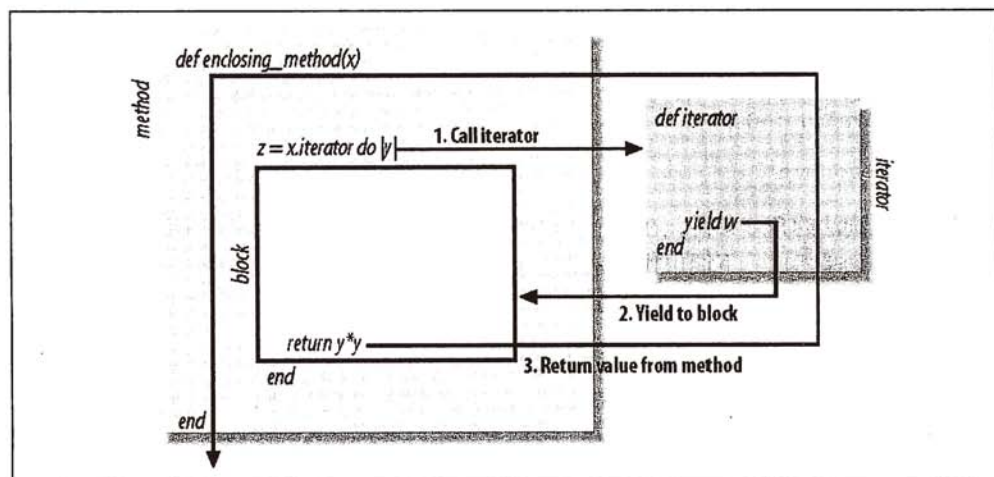 def enclosing_method(x)
method
def iterator
1. Call iterator
z = x.iterator do |y|
iterator
yield w
end
block
2. Yield to block
return y*y
3. Return value from method
end
end